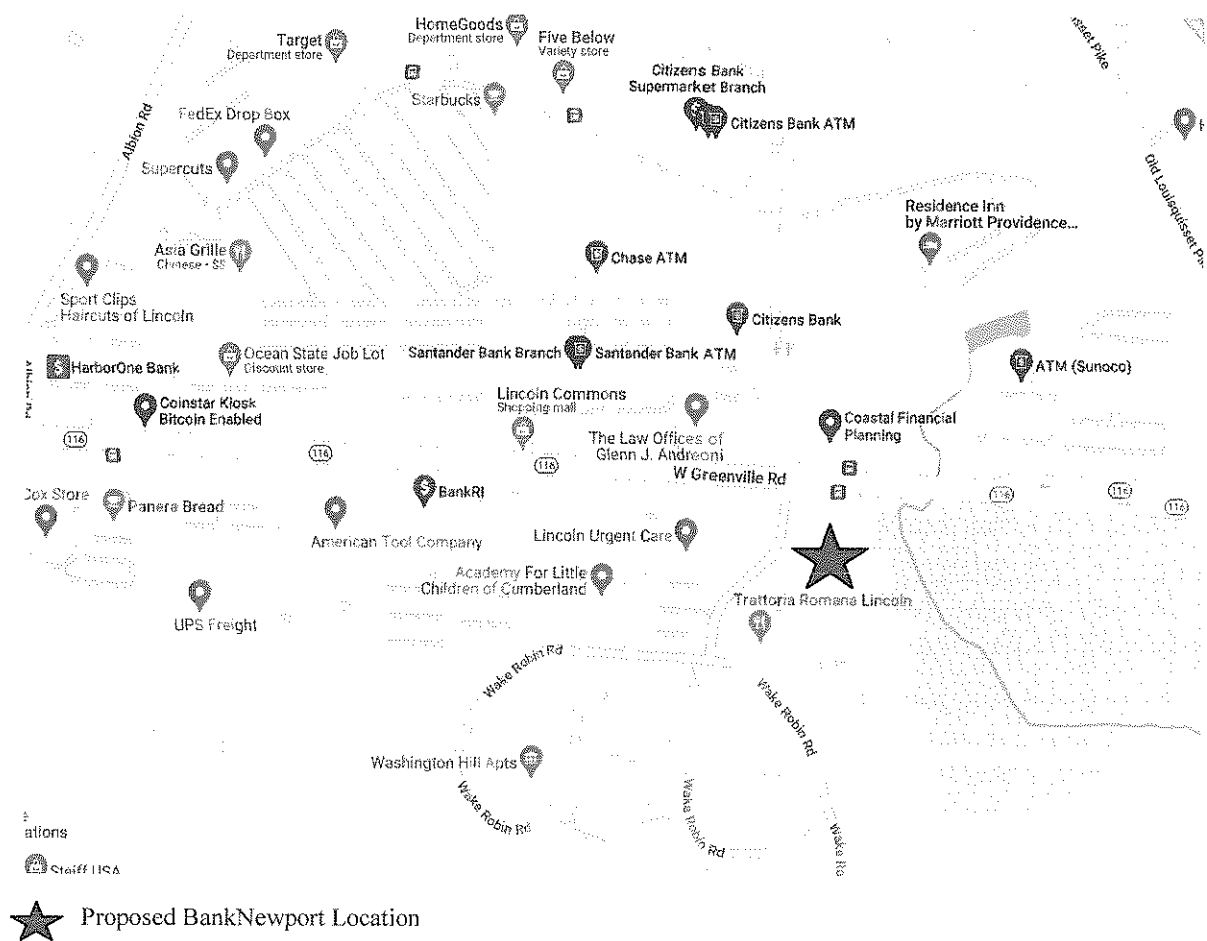 HomeGoods
Department store
Target
Department store
Five Below
Variety store
Citizens Bank
Supermarket Branch
Starbucks
Citizens Bank ATM
FedEx Drop Box
Albion Rd
Supercuts
Old Louisquisset
Residence Inn
by Marriott Providence...
Asia Grille
Chinese • $$
Chase ATM
Sport Clips
Haircuts of Lincoln
Citizens Bank
HarborOne Bank
Ocean State Job Lot
Discount store
Santander Bank Branch
Santander Bank ATM
ATM (Sunoco)
Coinstar Kiosk
Bitcoin Enabled
Lincoln Commons
Shopping mall
The Law Offices of
Glenn J. Andreoni
Coastal Financial
Planning
116
116
116
W Greenville Rd
116
116
116
Cox Store
Panera Bread
BankRI
American Tool Company
Lincoln Urgent Care
Academy For Little
Children of Cumberland
Trattoria Romana Lincoln
UPS Freight
Wake Robin Rd
Wake Robin Rd
Washington Hill Apts
Wake Robin Rd
Wake Robin Rd
Wake Ro
ations
Steiff USA
Proposed BankNewport Location